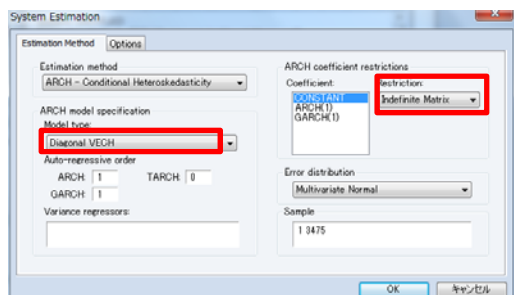 System Estimation
Estimation Method
Options
Estimation method
ARCH - Conditional Heteroskedasticity
ARCH model specification
Model type:
Diagonal VECH
Auto-regressive order
ARCH: 1
TARCH: 0
GARCH: 1
Variance regressors:
ARCH coefficient restrictions
Coefficient:
Restriction:
CONSTANT
ARCH(1)
GARCH(1)
Indefinite Matrix
Error distribution
Multivariate Normal
Sample
1 3475
OK
キャンセル